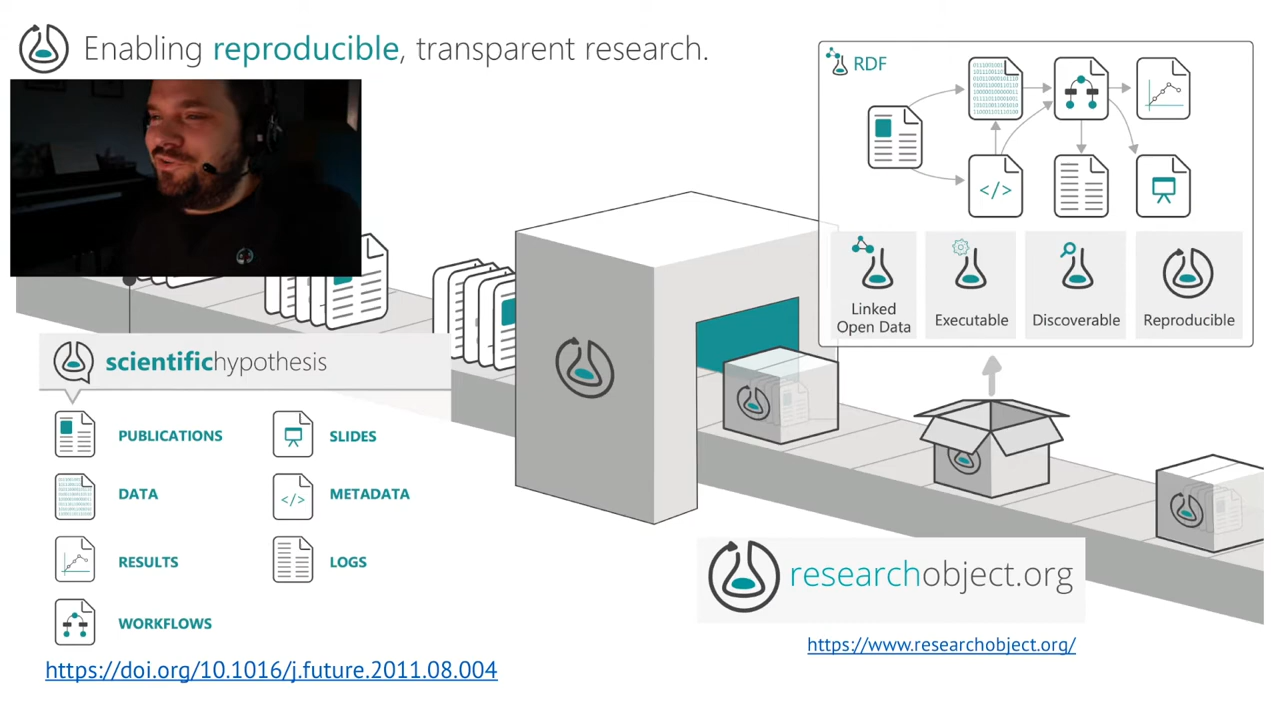 Enabling reproducible, transparent research.
RDF
Linked
Open Data
Executable
Discoverable
Reproducible
scientifichypothesis
PUBLICATIONS
SLIDES
DATA
METADATA
</>
RESULTS
LOGS
WORKFLOWS
</>
researchobject.org
https://www.researchobject.org/
https://doi.org/10.1016/j.future.2011.08.004